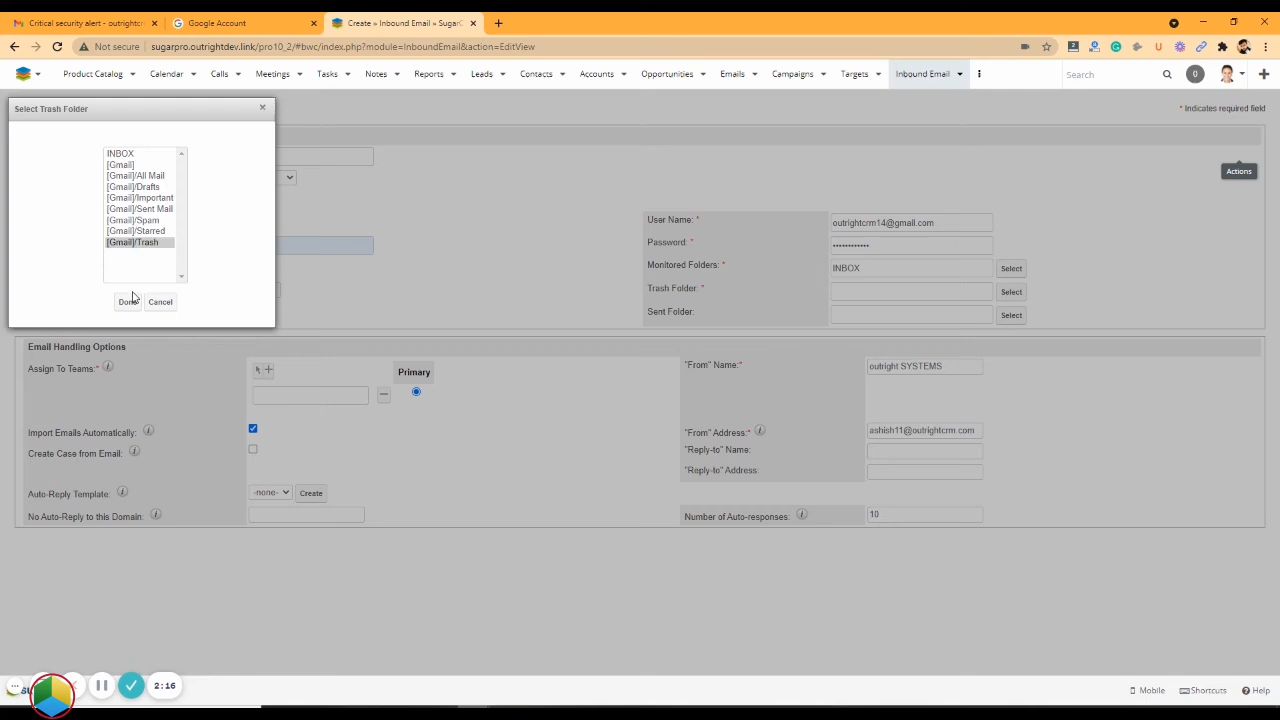 Critical security alert - outrightcr
Google Account
Create » Inbound Email » SugarC
Not secure
sugarpro.outrightdev.link/pro10_2/#bwc/index.php?module=InboundEmail&action=EditView
Product Catalog
Calendar
Calls
Meetings
Tasks
Notes
Reports
Leads
Contacts
Accounts
Opportunities
Emails
Campaigns
Targets
Inbound Email
Search
0
Select Trash Folder
* Indicates required field
INBOX
[Gmail]
[Gmail]/All Mail
[Gmail]/Drafts
[Gmail]/Important
[Gmail]/Sent Mail
[Gmail]/Spam
[Gmail]/Starred
[Gmail]/Trash
Done
Cancel
Actions
User Name: *
outrightcrm14@gmail.com
Password: *
Monitored Folders: *
INBOX
Select
Trash Folder: *
Select
Sent Folder:
Select
Email Handling Options
Assign To Teams:*
Primary
"From" Name:*
outright SYSTEMS
Import Emails Automatically:
"From" Address:*
ashish11@outrightcrm.com
Create Case from Email:
"Reply-to" Name:
"Reply-to" Address:
Auto-Reply Template:
-none-
Create
No Auto-Reply to this Domain:
Number of Auto-responses:
10
2:16
Mobile
Shortcuts
Help